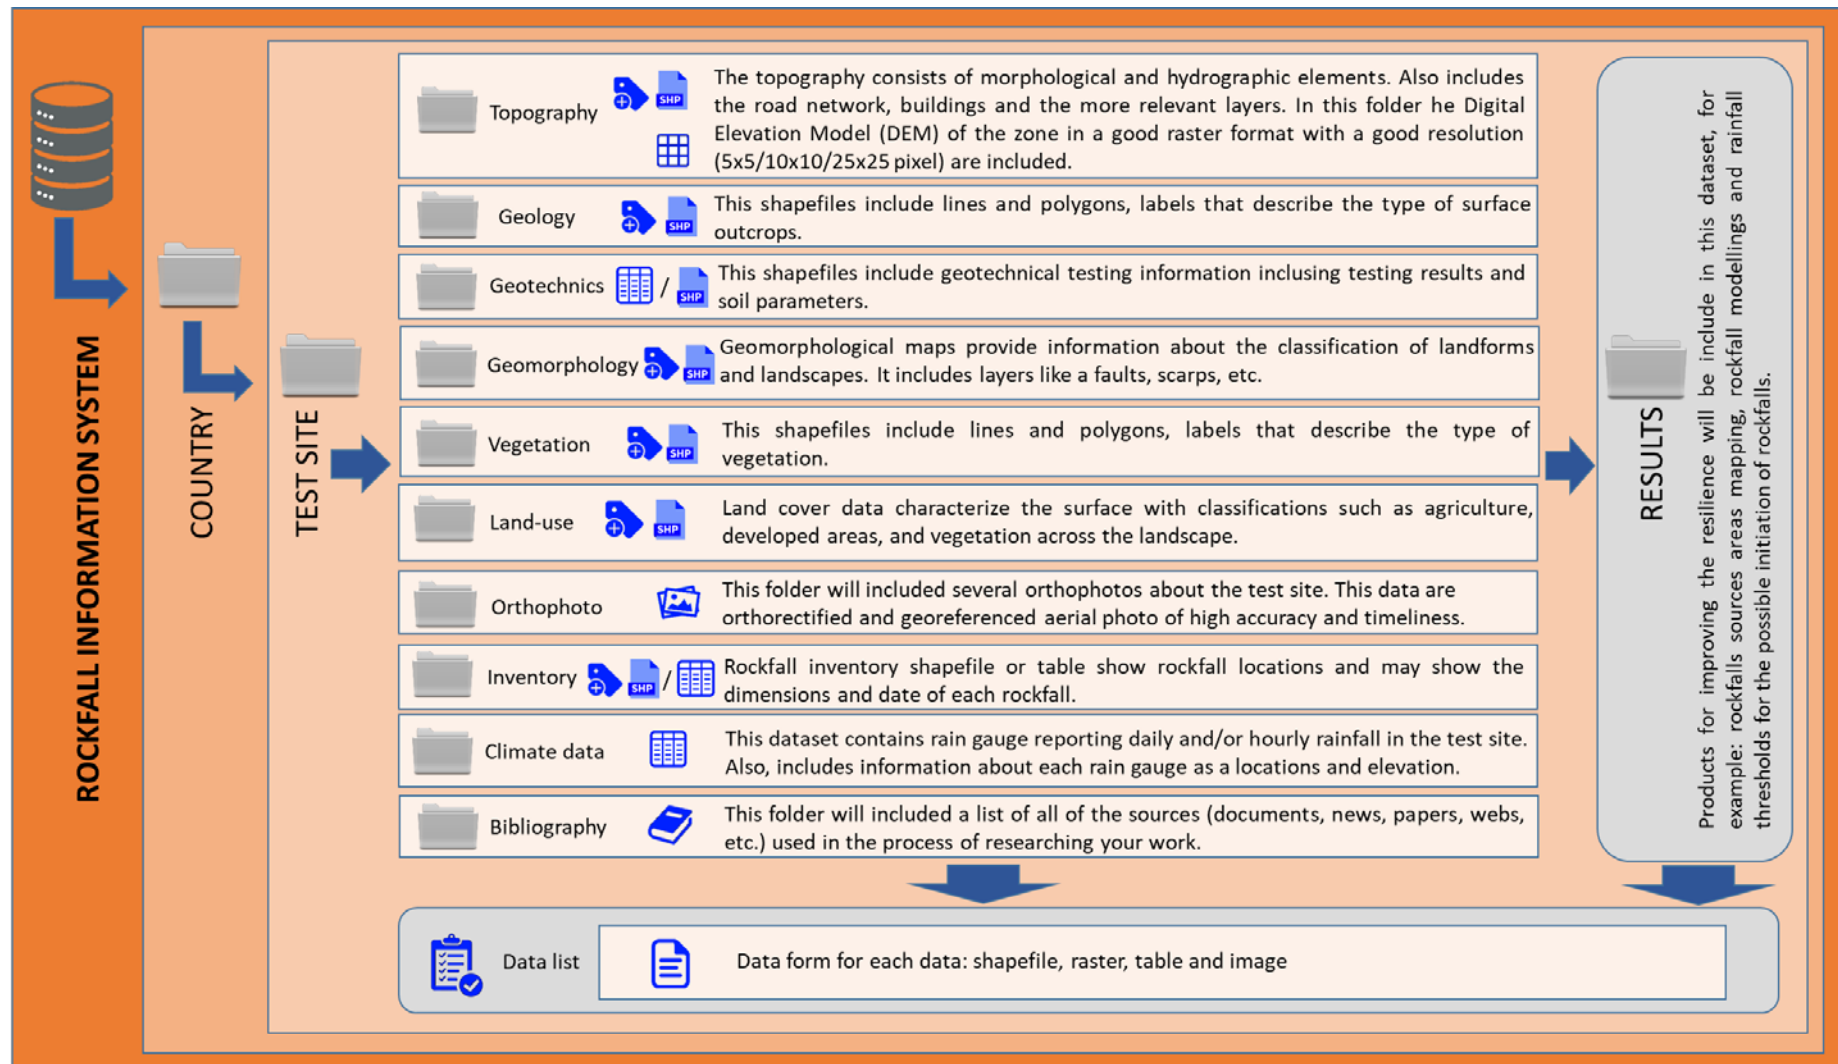 ROCKFALL INFORMATION SYSTEM
COUNTRY
TEST SITE
Topography
SHP
The topography consists of morphological and hydrographic elements. Also includes
the road network, buildings and the more relevant layers. In this folder he Digital
Elevation Model (DEM) of the zone in a good raster format with a good resolution
(5x5/10x10/25x25 pixel) are included.
Geology
SHP
This shapefiles include lines and polygons, labels that describe the type of surface
outcrops.
Geotechnics
/
SHP
This shapefiles include geotechnical testing information inclusing testing results and
soil parameters.
Geomorphology
SHP
Geomorphological maps provide information about the classification of landforms
and landscapes. It includes layers like a faults, scarps, etc.
Vegetation
SHP
This shapefiles include lines and polygons, labels that describe the type of
vegetation.
Land-use
SHP
Land cover data characterize the surface with classifications such as agriculture,
developed areas, and vegetation across the landscape.
Orthophoto
This folder will included several orthophotos about the test site. This data are
orthorectified and georeferenced aerial photo of high accuracy and timeliness.
Inventory
SHP
/
Rockfall inventory shapefile or table show rockfall locations and may show the
dimensions and date of each rockfall.
Climate data
This dataset contains rain gauge reporting daily and/or hourly rainfall in the test site.
Also, includes information about each rain gauge as a locations and elevation.
Bibliography
This folder will included a list of all of the sources (documents, news, papers, webs,
etc.) used in the process of researching your work.
RESULTS
Products for improving the resilience will be include in this dataset, for
example: rockfalls sources areas mapping, rockfall modellings and rainfall
thresholds for the possible initiation of rockfalls.
Data list
Data form for each data: shapefile, raster, table and image